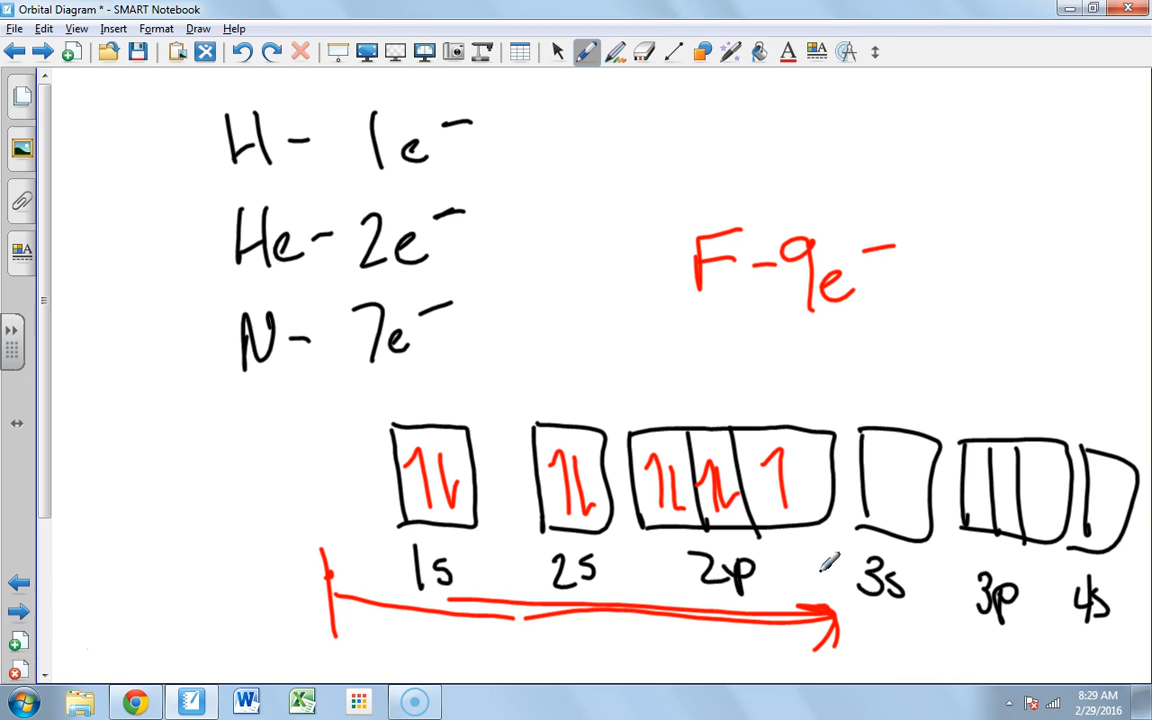 Orbital Diagram * - SMART Notebook
File Edit View Insert Format Draw Help
H - 1e⁻
He - 2e⁻
N - 7e⁻
F - 9e⁻
1s 2s 2p 3s 3p 4s
8:29 AM
2/29/2016